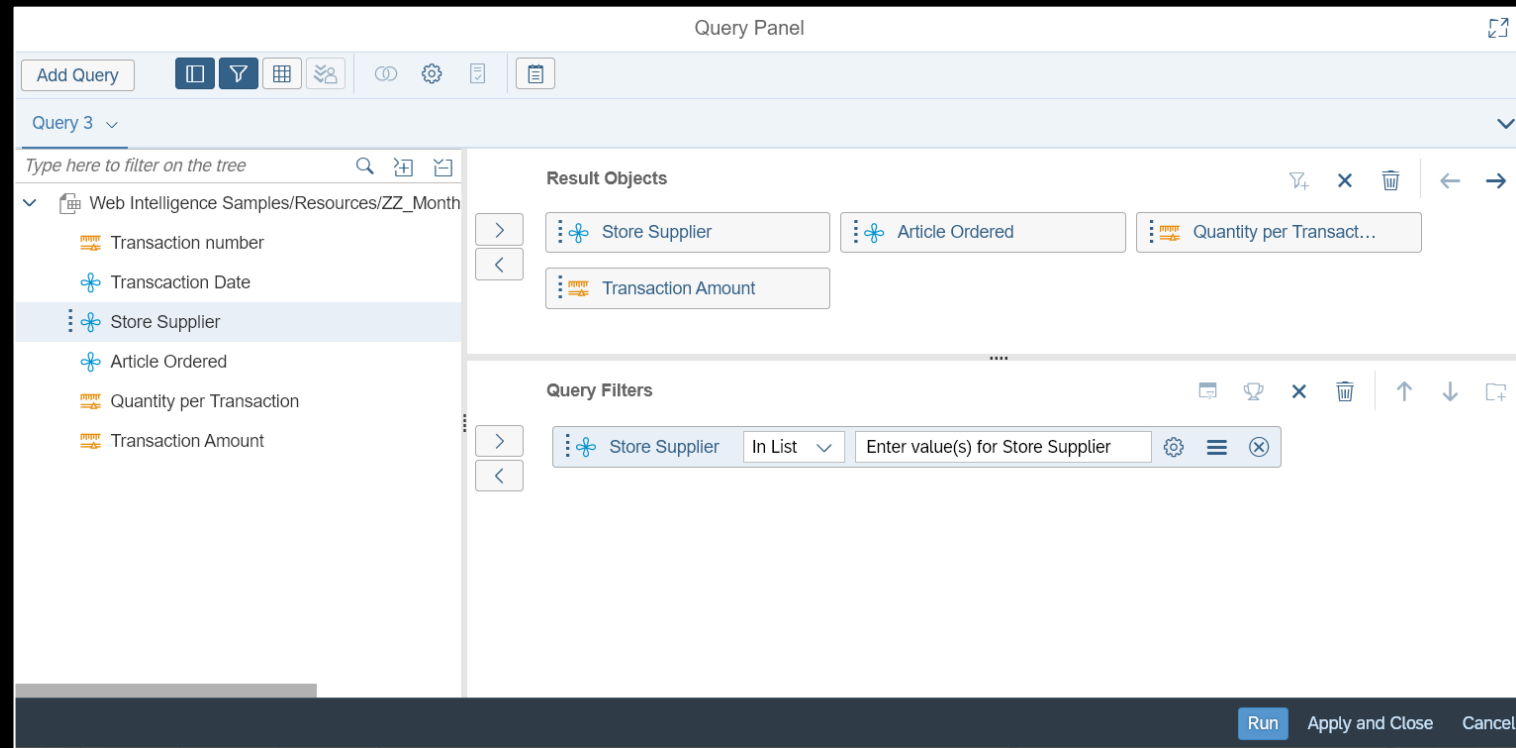 Query Panel
Add Query
Query 3
Type here to filter on the tree
Web Intelligence Samples/Resources/ZZ_Month
Transaction number
Transcaction Date
Store Supplier
Article Ordered
Quantity per Transaction
Transaction Amount
Result Objects
Store Supplier
Article Ordered
Quantity per Transact...
Transaction Amount
Query Filters
Store Supplier In List Enter value(s) for Store Supplier
Run Apply and Close Cancel